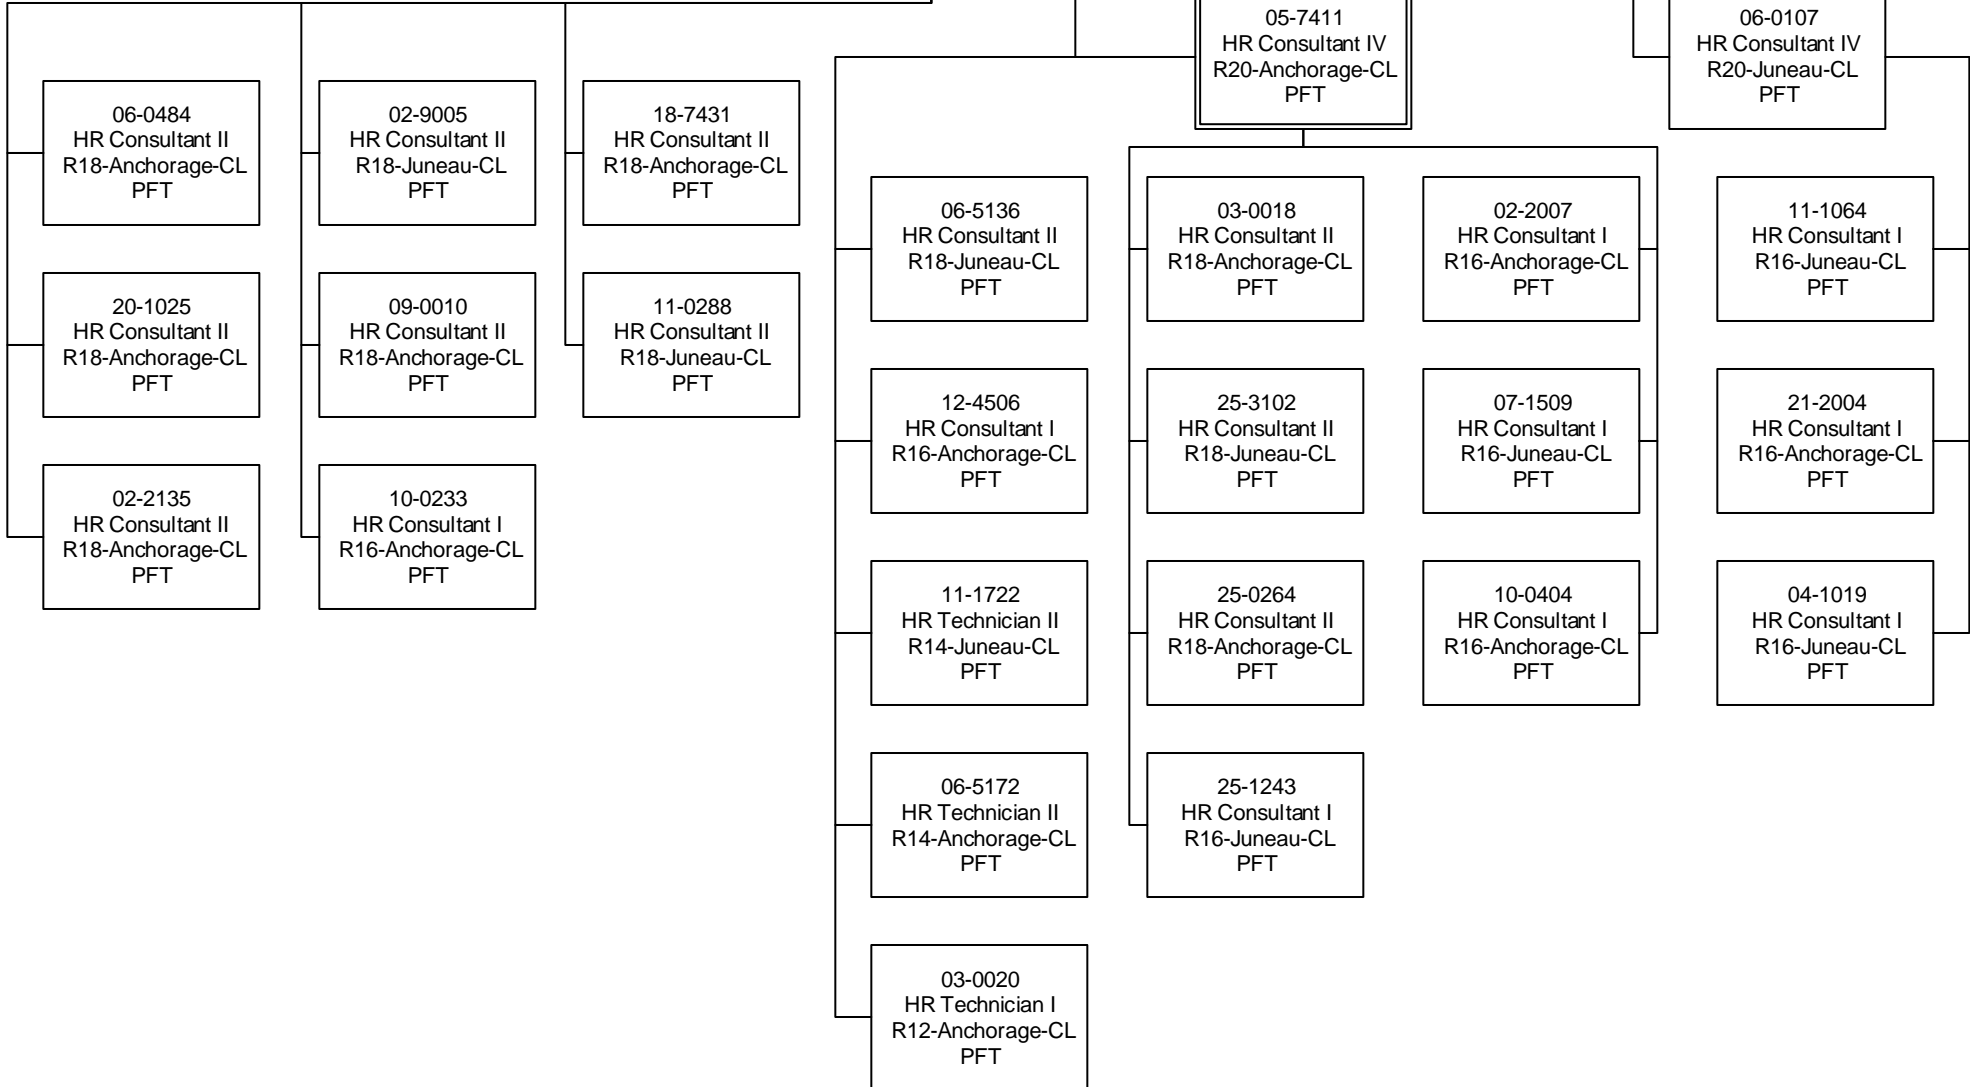 05-7411
HR Consultant IV
R20-Anchorage-CL
PFT
06-0107
HR Consultant IV
R20-Juneau-CL
PFT
06-0484
HR Consultant II
R18-Anchorage-CL
PFT
02-9005
HR Consultant II
R18-Juneau-CL
PFT
18-7431
HR Consultant II
R18-Anchorage-CL
PFT
20-1025
HR Consultant II
R18-Anchorage-CL
PFT
09-0010
HR Consultant II
R18-Anchorage-CL
PFT
11-0288
HR Consultant II
R18-Juneau-CL
PFT
02-2135
HR Consultant II
R18-Anchorage-CL
PFT
10-0233
HR Consultant I
R16-Anchorage-CL
PFT
06-5136
HR Consultant II
R18-Juneau-CL
PFT
03-0018
HR Consultant II
R18-Anchorage-CL
PFT
02-2007
HR Consultant I
R16-Anchorage-CL
PFT
11-1064
HR Consultant I
R16-Juneau-CL
PFT
12-4506
HR Consultant I
R16-Anchorage-CL
PFT
25-3102
HR Consultant II
R18-Juneau-CL
PFT
07-1509
HR Consultant I
R16-Juneau-CL
PFT
21-2004
HR Consultant I
R16-Anchorage-CL
PFT
11-1722
HR Technician II
R14-Juneau-CL
PFT
25-0264
HR Consultant II
R18-Anchorage-CL
PFT
10-0404
HR Consultant I
R16-Anchorage-CL
PFT
04-1019
HR Consultant I
R16-Juneau-CL
PFT
06-5172
HR Technician II
R14-Anchorage-CL
PFT
25-1243
HR Consultant I
R16-Juneau-CL
PFT
03-0020
HR Technician I
R12-Anchorage-CL
PFT